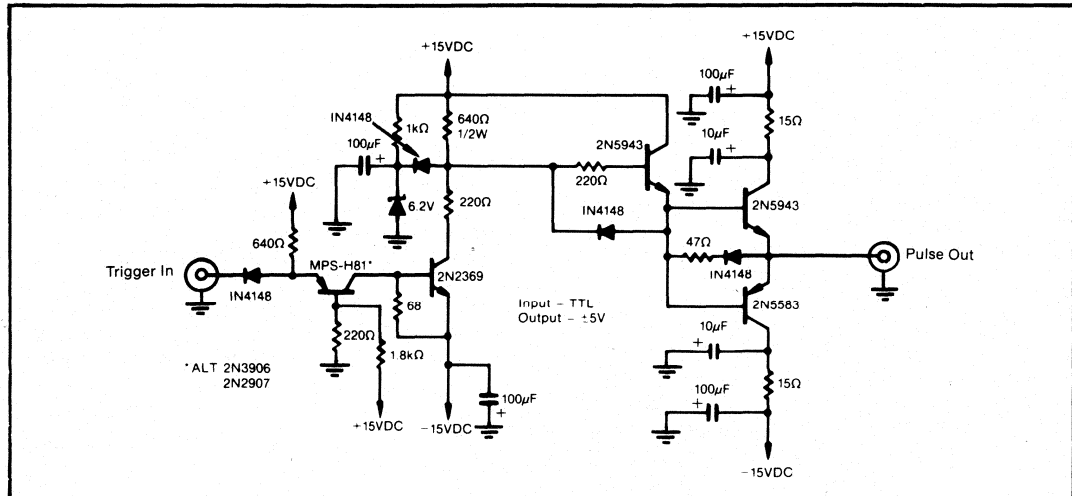 +15VDC
+15VDC
100µF
+
IN4148
1kΩ
640Ω
1/2W
15Ω
100µF
+
2N5943
10µF
+
220Ω
+15VDC
6.2V
220Ω
2N5943
IN4148
640Ω
47Ω
Trigger In
MPS-H81*
Pulse Out
IN4148
2N2369
IN4148
2N5583
68
Input – TTL
Output – ±5V
220Ω
10µF
+
1.8kΩ
*ALT 2N3906
2N2907
15Ω
100µF
+
100µF
+
+15VDC
-15VDC
-15VDC